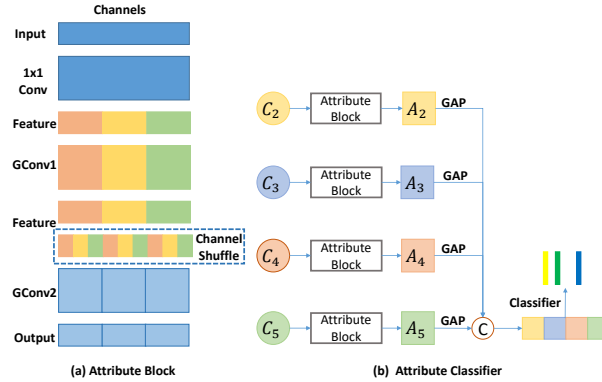 Channels
Input
1x1
Conv
Feature
GConv1
Feature
Channel
Shuffle
GConv2
Output
(a) Attribute Block
C2
Attribute
Block
A2
GAP
C3
Attribute
Block
A3
GAP
C4
Attribute
Block
A4
GAP
C5
Attribute
Block
A5
GAP
C
Classifier
(b) Attribute Classifier